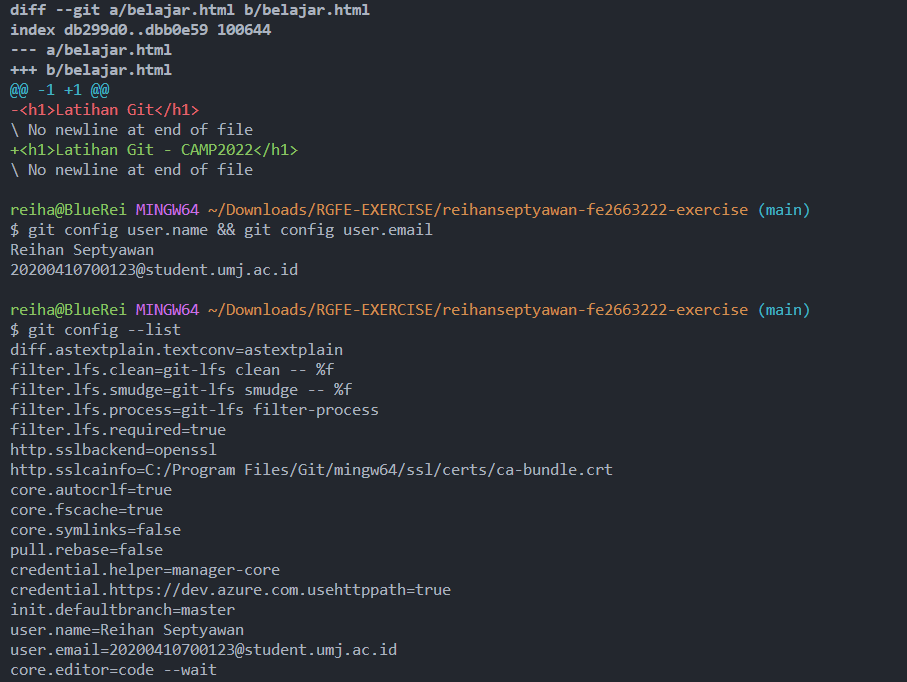 diff --git a/belajar.html b/belajar.html
index db299d0..dbb0e59 100644
--- a/belajar.html
+++ b/belajar.html
@@ -1 +1 @@
-<h1>Latihan Git</h1>
\ No newline at end of file
+<h1>Latihan Git - CAMP2022</h1>
\ No newline at end of file
reiha@BlueRei MINGW64 ~/Downloads/RGFE-EXERCISE/reihanseptyawan-fe2663222-exercise (main)
$ git config user.name && git config user.email
Reihan Septyawan
20200410700123@student.umj.ac.id
reiha@BlueRei MINGW64 ~/Downloads/RGFE-EXERCISE/reihanseptyawan-fe2663222-exercise (main)
$ git config --list
diff.astextplain.textconv=astextplain
filter.lfs.clean=git-lfs clean -- %f
filter.lfs.smudge=git-lfs smudge -- %f
filter.lfs.process=git-lfs filter-process
filter.lfs.required=true
http.sslbackend=openssl
http.sslcainfo=C:/Program Files/Git/mingw64/ssl/certs/ca-bundle.crt
core.autocrlf=true
core.fscache=true
core.symlinks=false
pull.rebase=false
credential.helper=manager-core
credential.https://dev.azure.com.usehttppath=true
init.defaultbranch=master
user.name=Reihan Septyawan
user.email=20200410700123@student.umj.ac.id
core.editor=code --wait